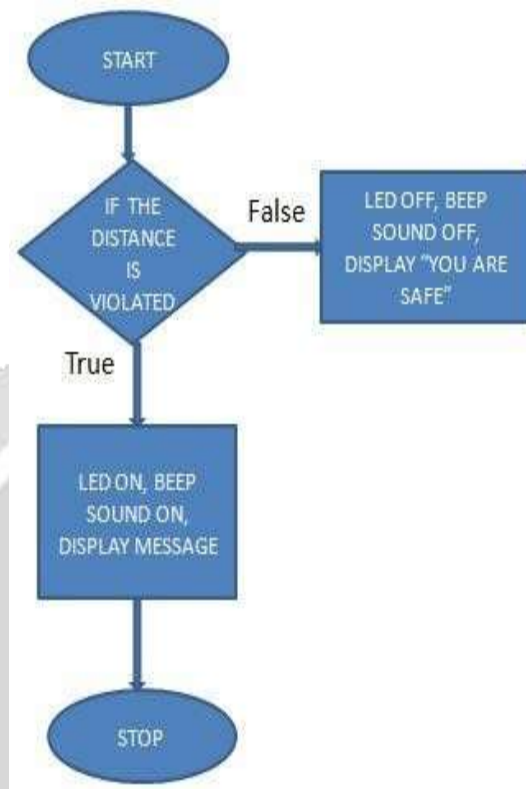 START
IF THE
DISTANCE
IS
VIOLATED
False
LED OFF, BEEP
SOUND OFF,
DISPLAY "YOU ARE
SAFE"
True
LED ON, BEEP
SOUND ON,
DISPLAY MESSAGE
STOP